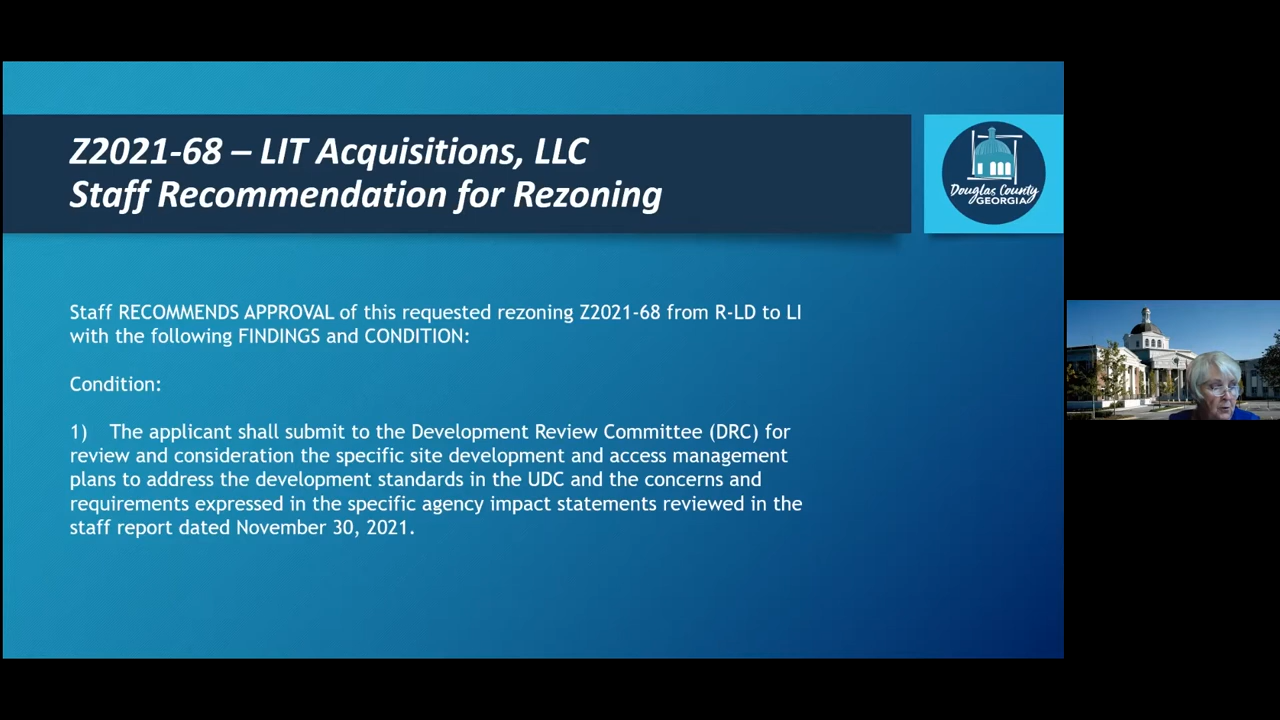 Z2021-68 – LIT Acquisitions, LLC
Staff Recommendation for Rezoning
Douglas County
GEORGIA
Staff RECOMMENDS APPROVAL of this requested rezoning Z2021-68 from R-LD to LI
with the following FINDINGS and CONDITION:
Condition:
1) The applicant shall submit to the Development Review Committee (DRC) for
review and consideration the specific site development and access management
plans to address the development standards in the UDC and the concerns and
requirements expressed in the specific agency impact statements reviewed in the
staff report dated November 30, 2021.